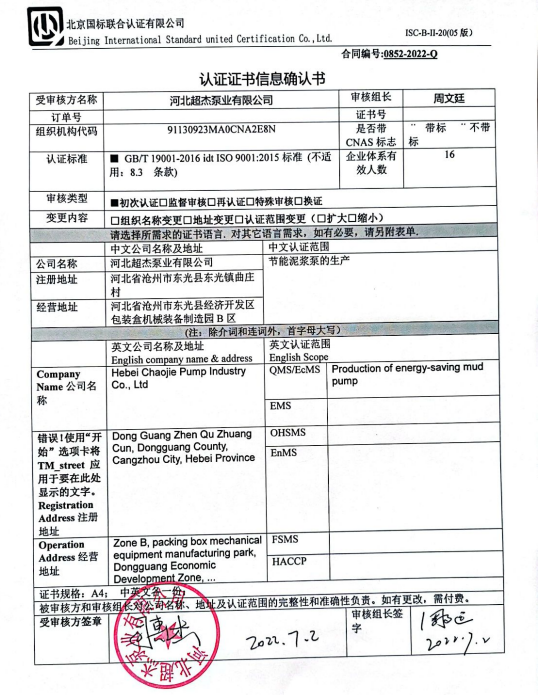 北京国标联合认证有限公司
Beijing International Standard united Certification Co., Ltd.
ISC-B-II-20(05 版)
合同编号:0852-2022-Q
认证证书信息确认书
受审核方名称 河北超杰泵业有限公司 审核组长 周文廷
订单号 证书号
组织机构代码 91130923MA0CNA2E8N 是否带 CNAS 标志 ¨ 带标 ¨ 不带标
认证标准 ■ GB/T 19001-2016 idt ISO 9001:2015 标准 (不适用: 8.3 条款) 企业体系有效人数 16
审核类型 ■初次认证□监督审核□再认证□特殊审核□换证
变更内容 □组织名称变更□地址变更□认证范围变更（□扩大□缩小）
请选择所需求的证书语言. 对其它语言需求，如有必要，请另附表单.
中文公司名称及地址 中文认证范围
公司名称 河北超杰泵业有限公司 节能泥浆泵的生产
注册地址 河北省沧州市东光县东光镇曲庄村
经营地址 河北省沧州市东光县经济开发区包装盒机械装备制造园 B 区
(注: 除介词和连词外, 首字母大写)
英文公司名称及地址 英文认证范围
English company name & address English Scope
Company Name 公司名称 Hebei Chaojie Pump Industry Co., Ltd QMS/EcMS Production of energy-saving mud pump
EMS
错误!使用“开始”选项卡将 TM_street 应用于要在此处显示的文字。 Registration Address 注册地址 Dong Guang Zhen Qu Zhuang Cun, Dongguang County, Cangzhou City, Hebei Province OHSMS
EnMS
Operation Address 经营地址 Zone B, packing box mechanical equipment manufacturing park, Dongguang Economic Development Zone, ... FSMS
HACCP
证书规格: A4; 中英文各一份;
被审核方和审核组长对公司名称、地址及认证范围的完整性和准确性负责。如有更改，需付费。
受审核方签章 2022.7.2 审核组长签字 2022.7.2
河北超杰泵业有限公司